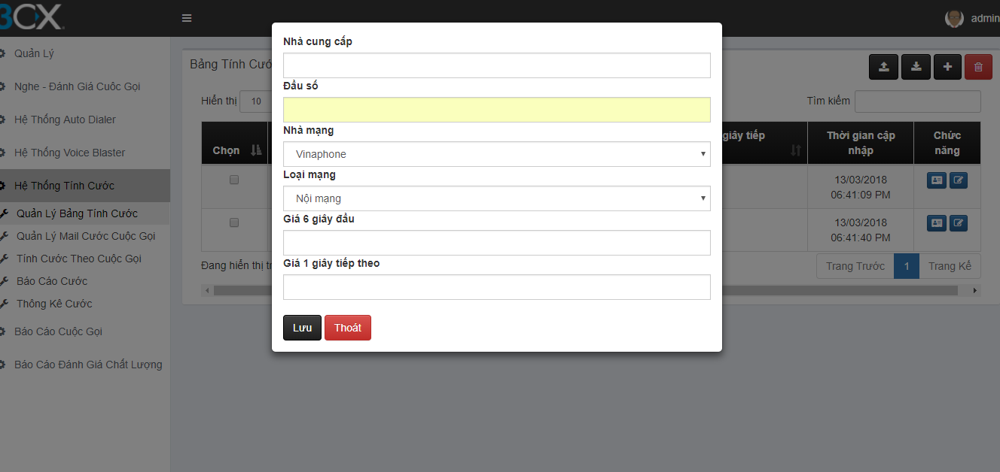 3CX
admin
Quản Lý
Nghe - Đánh Giá Cuôc Gọi
Hệ Thống Auto Dialer
Hệ Thống Voice Blaster
Hệ Thống Tính Cước
Quản Lý Bảng Tính Cước
Quản Lý Mail Cước Cuộc Gọi
Tính Cước Theo Cuộc Gọi
Báo Cáo Cước
Thông Kê Cước
Báo Cáo Cuộc Gọi
Báo Cáo Đánh Giá Chất Lượng
Bảng Tính Cướ
Hiển thị 10
Tìm kiếm
Chọn
giây tiếp
Thời gian cập
nhập
Chức
năng
13/03/2018
06:41:09 PM
13/03/2018
06:41:40 PM
Đang hiển thị
Trang Trước 1 Trang Kế
Nhà cung cấp
Đầu số
Nhà mạng
Vinaphone
Loại mạng
Nội mạng
Giá 6 giây đầu
Giá 1 giây tiếp theo
Lưu Thoát